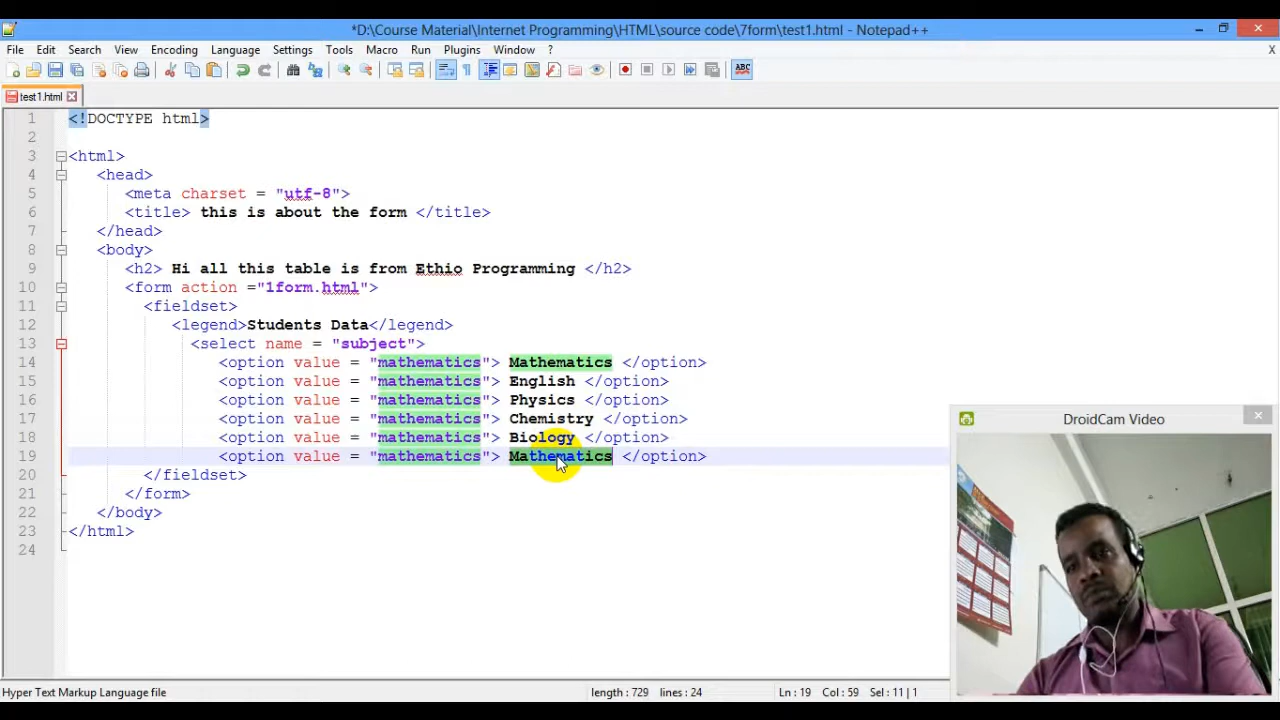 *D:\Course Material\Internet Programming\HTML\source code\7form\test1.html - Notepad++
File Edit Search View Encoding Language Settings Tools Macro Run Plugins Window ? X
ABC
test1.html
1 <!DOCTYPE html>
2
3 <html>
4 <head>
5 <meta charset = "utf-8">
6 <title> this is about the form </title>
7 </head>
8 <body>
9 <h2> Hi all this table is from Ethio Programming </h2>
10 <form action ="1form.html">
11 <fieldset>
12 <legend>Students Data</legend>
13 <select name = "subject">
14 <option value = "mathematics"> Mathematics </option>
15 <option value = "mathematics"> English </option>
16 <option value = "mathematics"> Physics </option>
17 <option value = "mathematics"> Chemistry </option>
18 <option value = "mathematics"> Biology </option>
19 <option value = "mathematics"> Mathematics </option>
20 </fieldset>
21 </form>
22 </body>
23 </html>
24
DroidCam Video
Hyper Text Markup Language file length : 729 lines : 24 Ln : 19 Col : 59 Sel : 11 | 1